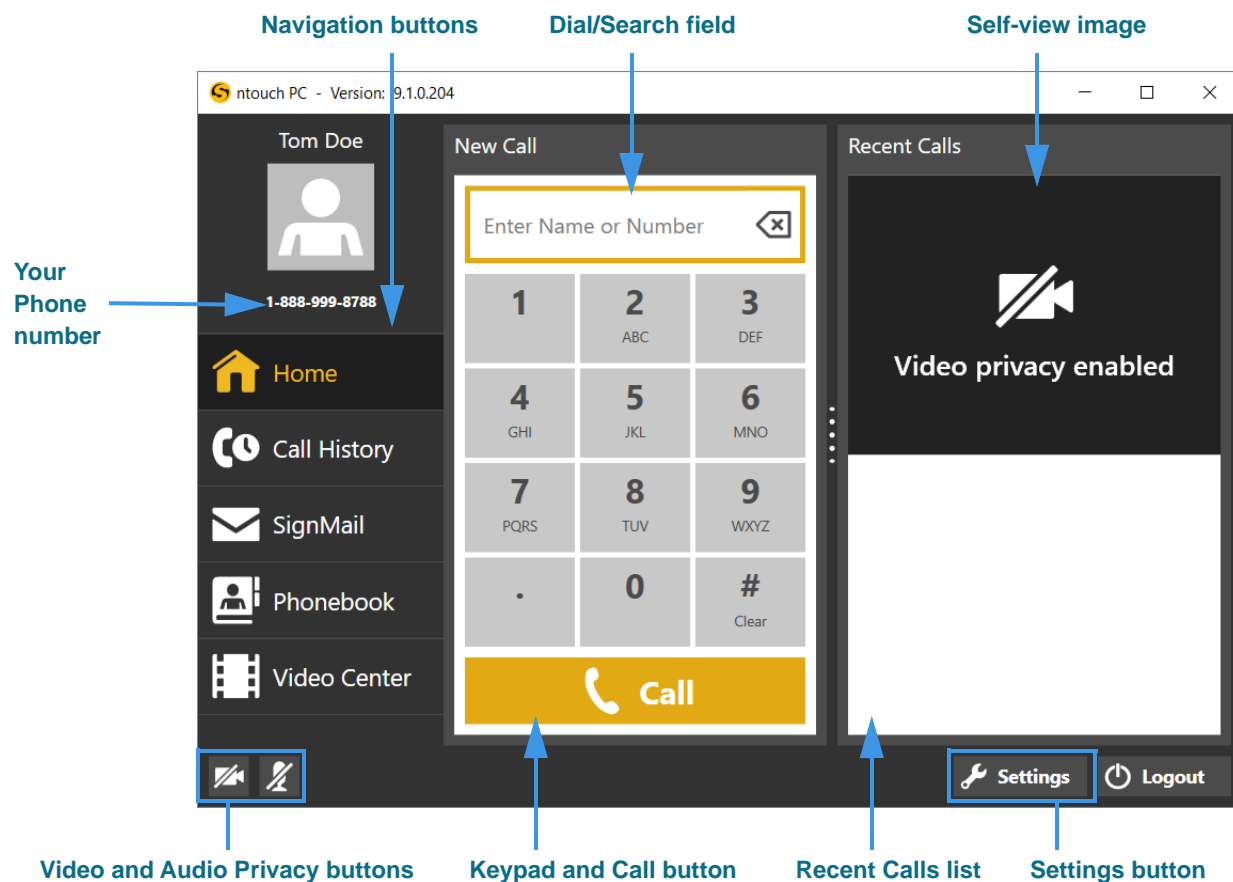 Navigation buttons
Dial/Search field
Self-view image
ntouch PC - Version: 9.1.0.204
Tom Doe
New Call
Recent Calls
Enter Name or Number
Your
Phone
number
1-888-999-8788
1
2
ABC
3
DEF
Video privacy enabled
Home
4
GHI
5
JKL
6
MNO
Call History
7
PQRS
8
TUV
9
WXYZ
SignMail
.
0
#
Clear
Phonebook
Video Center
Call
Settings
Logout
Video and Audio Privacy buttons
Keypad and Call button
Recent Calls list
Settings button